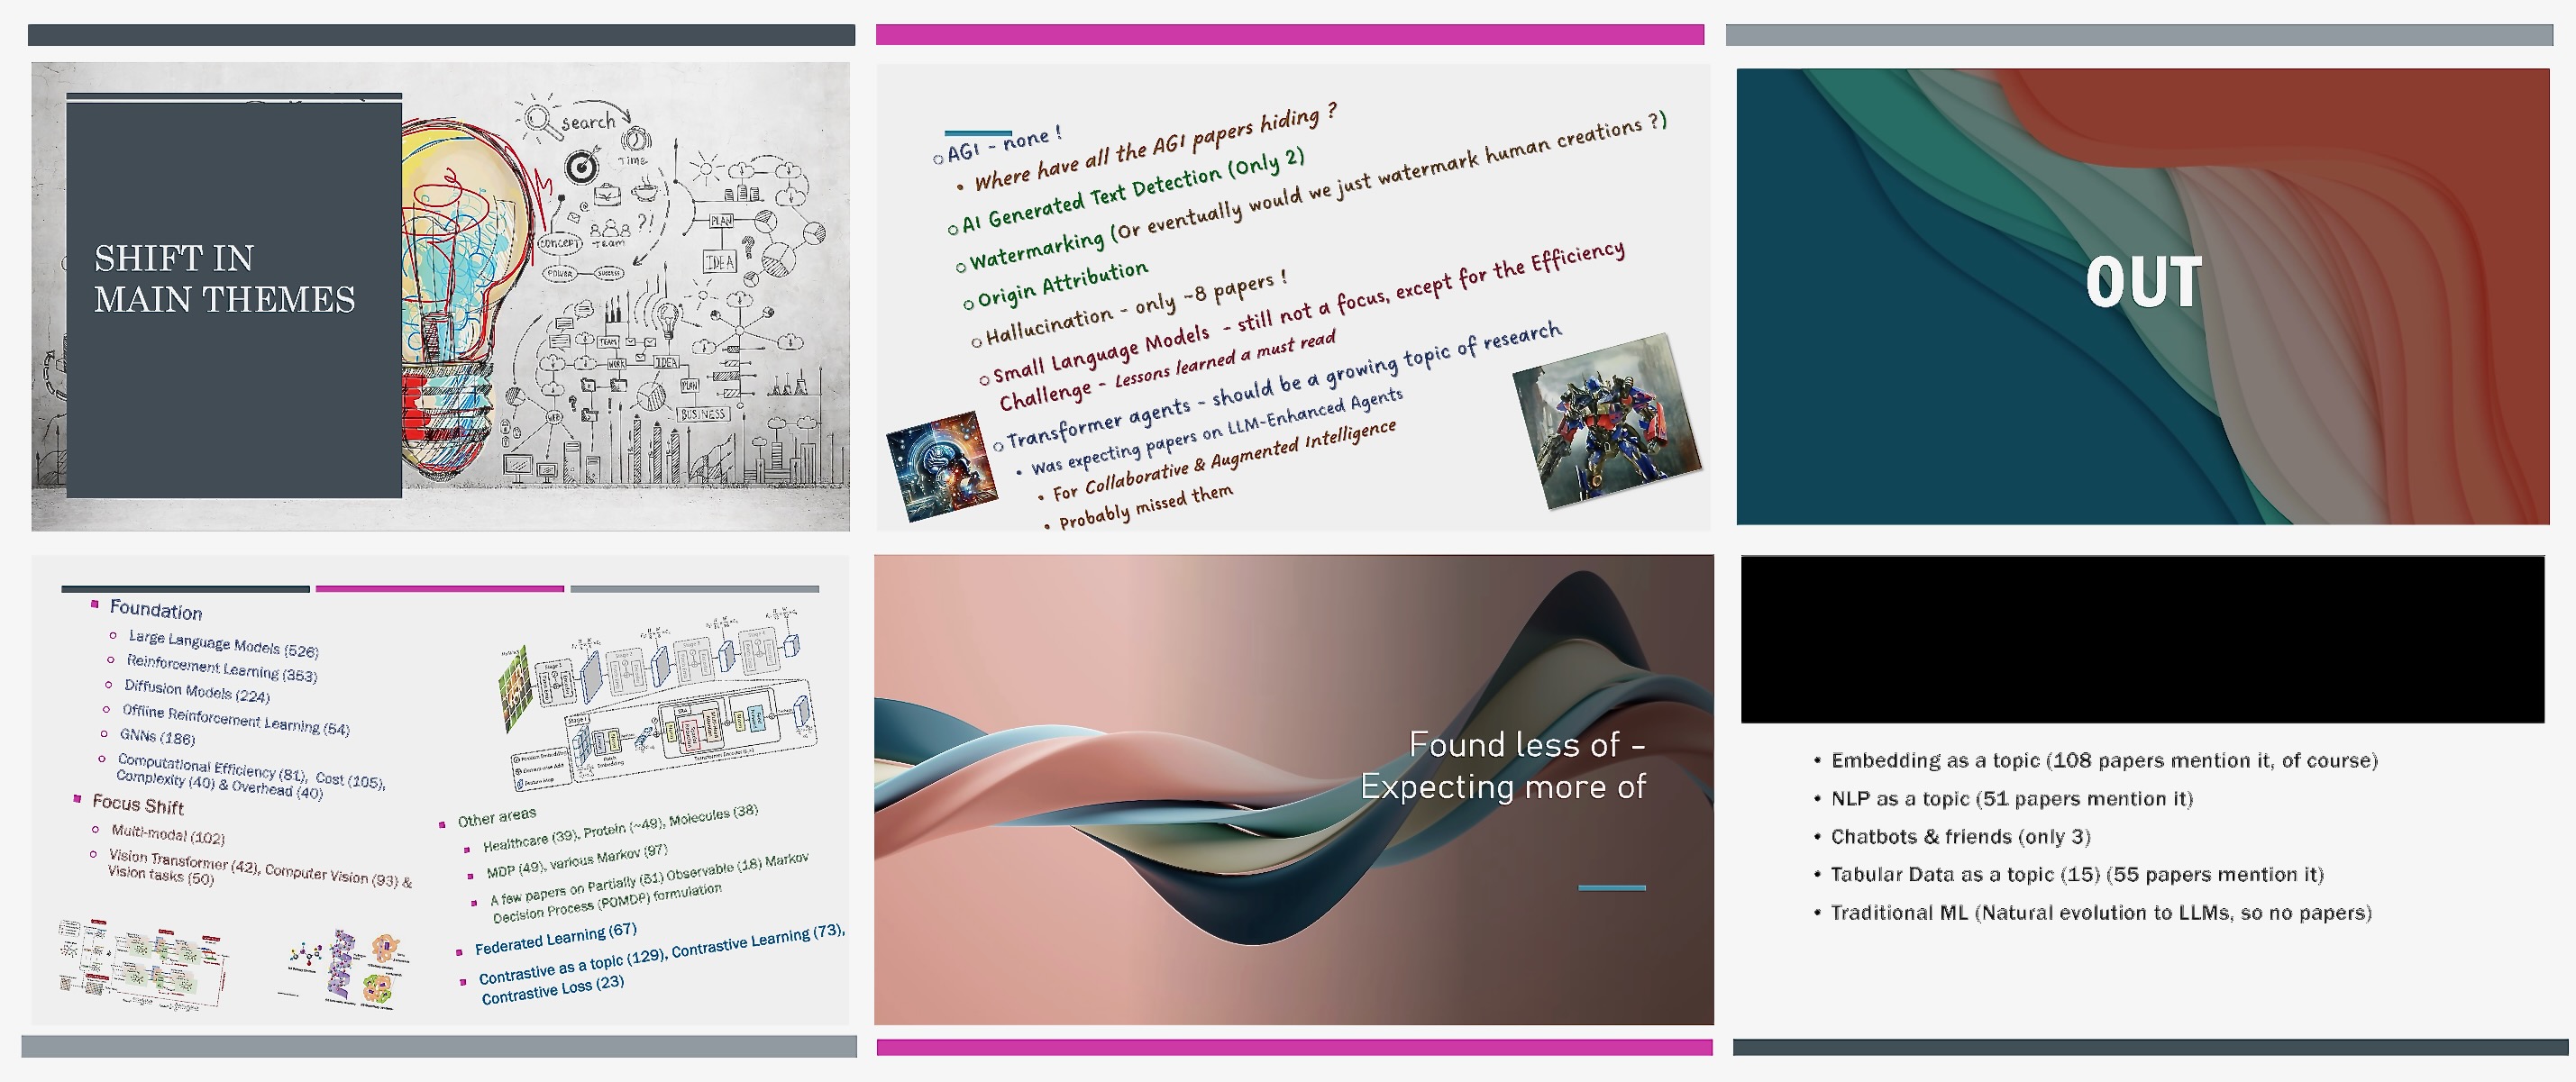 SHIFT IN
MAIN THEMES
search
TIME
CONCEPT
TEAM
?!
POWER
SUCCESS
PLAN
IDEA
?
TEAM
WORK
IDEA
PLAN
WEB
BUSINESS
AGI - none !
Where have all the AGI papers hiding ?
AI Generated Text Detection (Only 2)
Watermarking (Or eventually would we just watermark human creations ?)
Origin Attribution
Hallucination - only ~8 papers !
Small Language Models - still not a focus, except for the Efficiency
Challenge - Lessons learned a must read
Transformer agents - should be a growing topic of research
Was expecting papers on LLM-Enhanced Agents
For Collaborative & Augmented Intelligence
Probably missed them
OUT
Foundation
Large Language Models (526)
Reinforcement Learning (353)
Diffusion Models (224)
Offline Reinforcement Learning (54)
GNNs (186)
Computational Efficiency (81), Cost (105),
Complexity (40) & Overhead (40)
Focus Shift
Multi-modal (102)
Vision Transformer (42), Computer Vision (93) &
Vision tasks (50)
Other areas
Healthcare (39), Protein (~49), Molecules (38)
MDP (49), various Markov (97)
A few papers on Partially (51) Observable (18) Markov
Decision Process (POMDP) formulation
Federated Learning (67)
Contrastive as a topic (129), Contrastive Learning (73),
Contrastive Loss (23)
Found less of -
Expecting more of
Embedding as a topic (108 papers mention it, of course)
NLP as a topic (51 papers mention it)
Chatbots & friends (only 3)
Tabular Data as a topic (15) (55 papers mention it)
Traditional ML (Natural evolution to LLMs, so no papers)